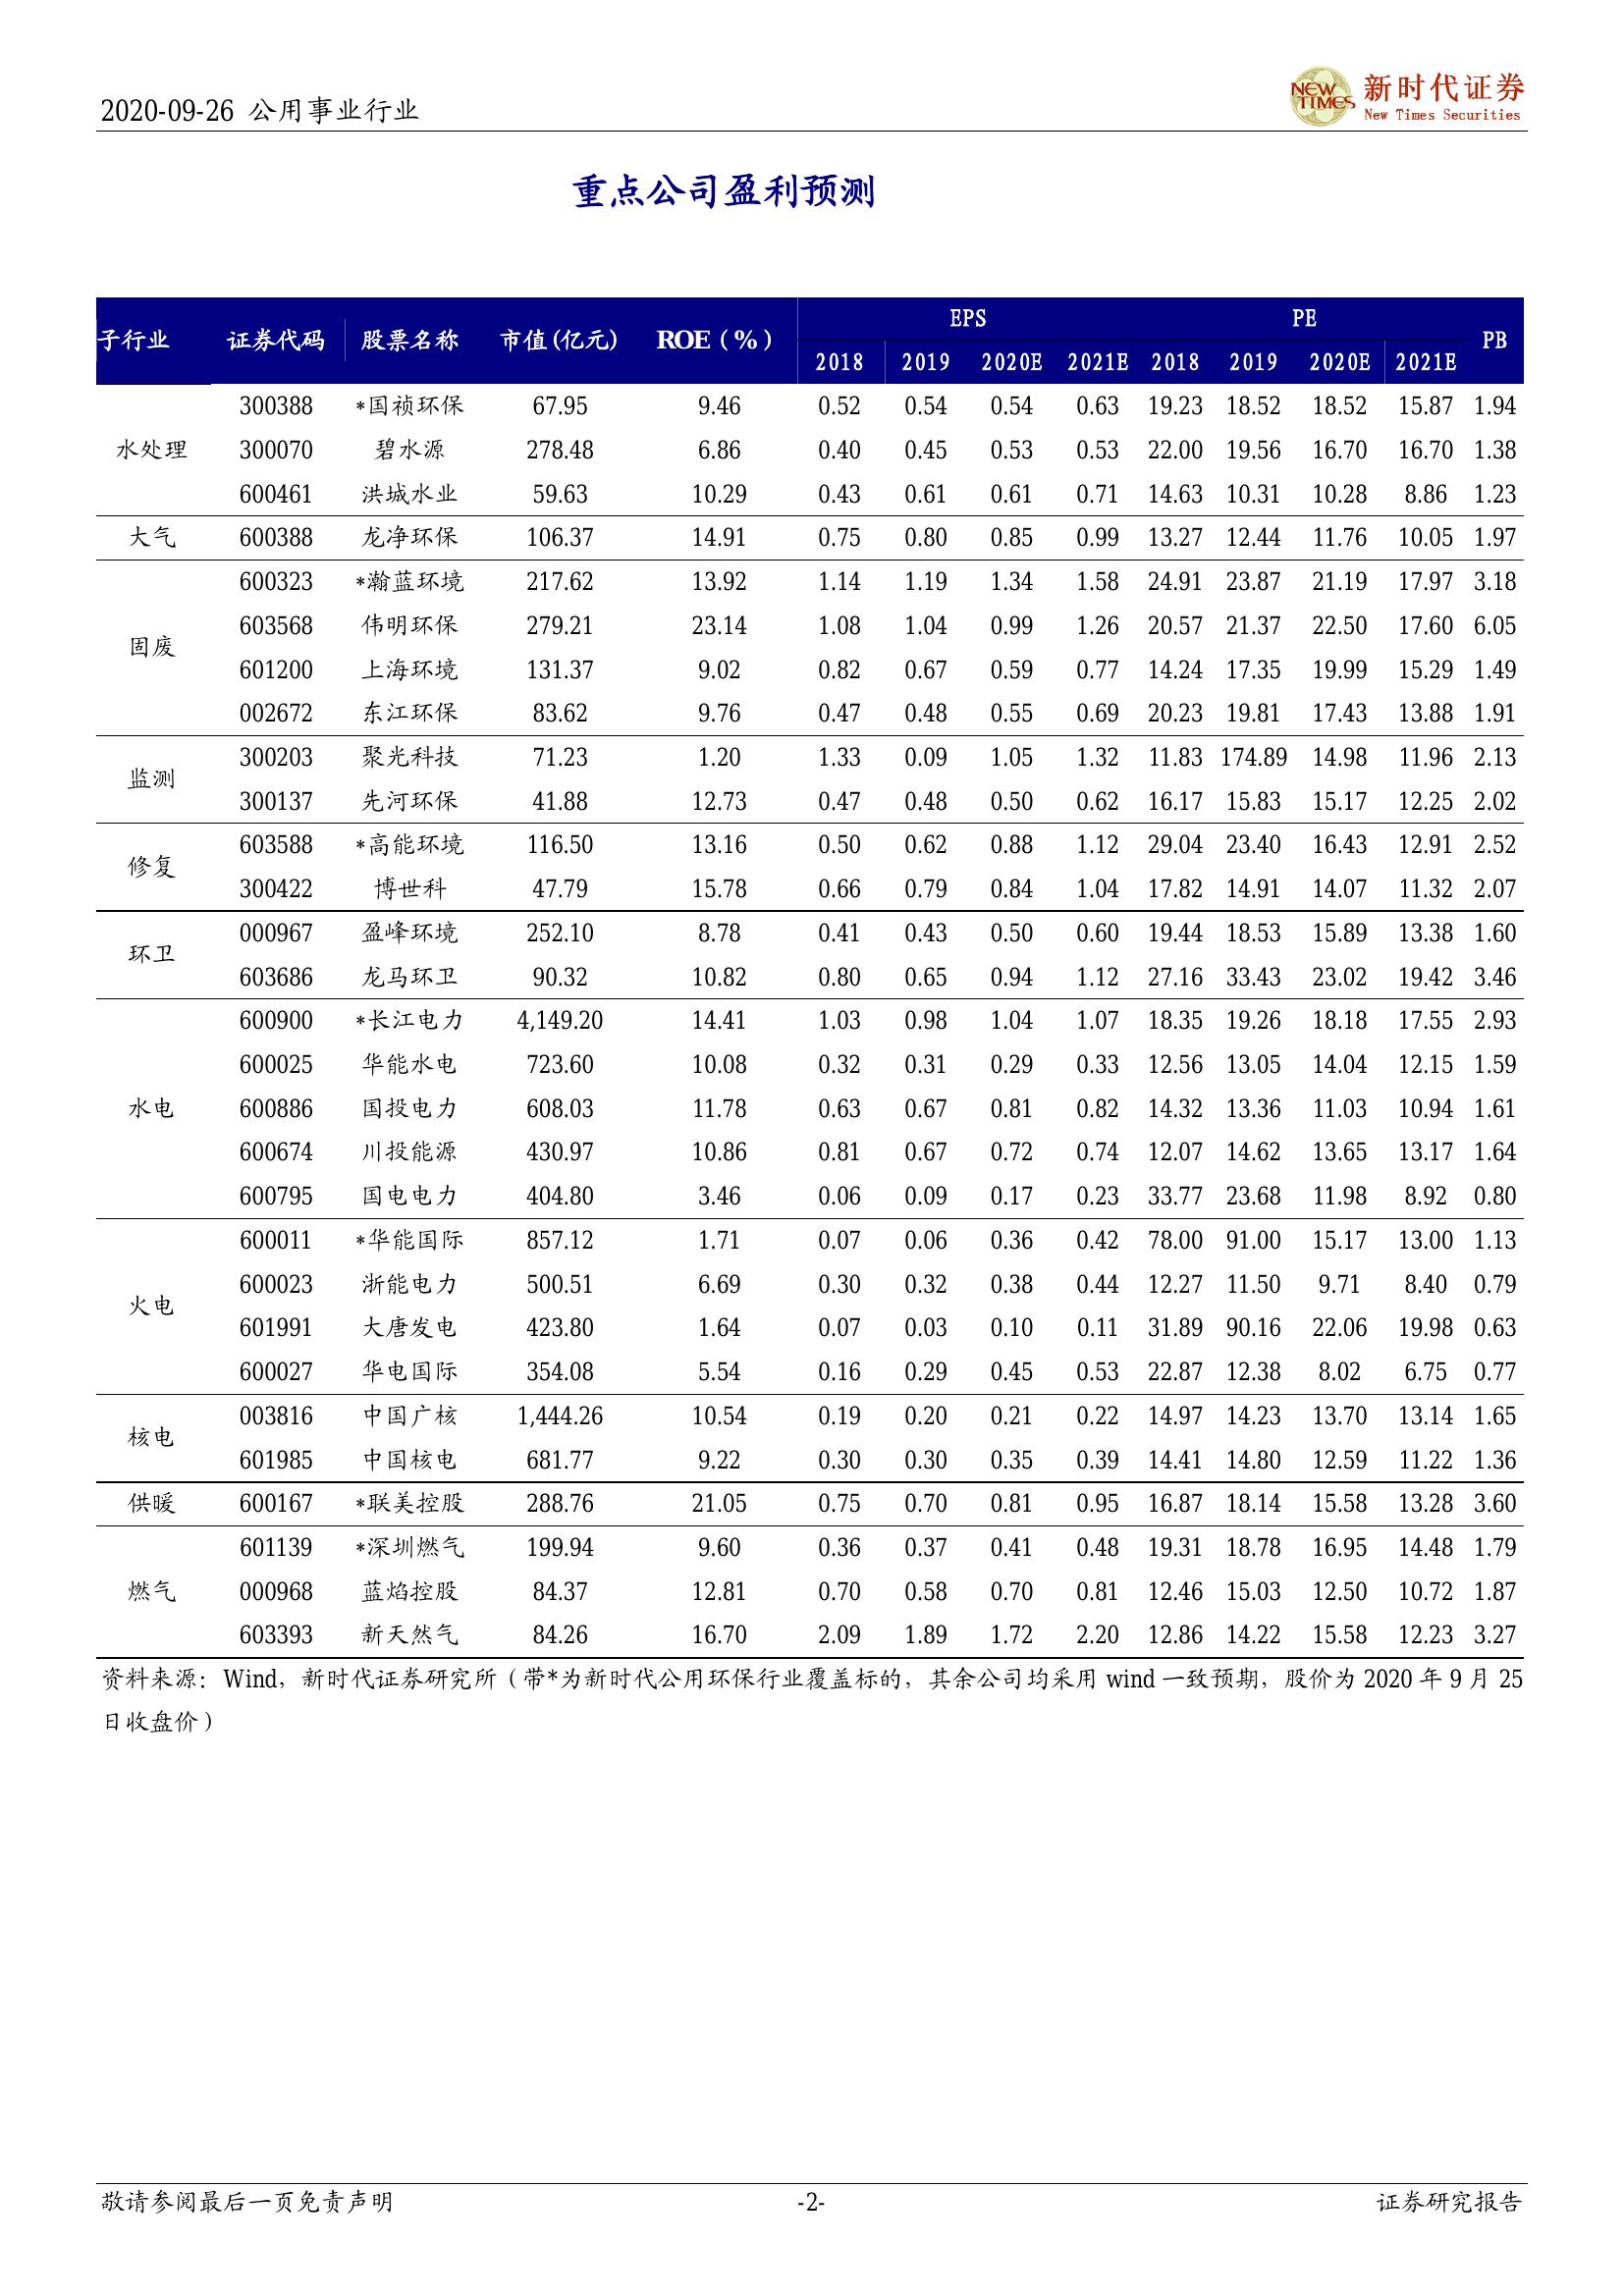 2020-09-26 公用事业行业
NEW TIMES 新时代证券
New Times Securities
重点公司盈利预测
子行业 证券代码 股票名称 市值(亿元) ROE（%） EPS PE PB
2018 2019 2020E 2021E 2018 2019 2020E 2021E
水处理 300388 *国祯环保 67.95 9.46 0.52 0.54 0.54 0.63 19.23 18.52 18.52 15.87 1.94
300070 碧水源 278.48 6.86 0.40 0.45 0.53 0.53 22.00 19.56 16.70 16.70 1.38
600461 洪城水业 59.63 10.29 0.43 0.61 0.61 0.71 14.63 10.31 10.28 8.86 1.23
大气 600388 龙净环保 106.37 14.91 0.75 0.80 0.85 0.99 13.27 12.44 11.76 10.05 1.97
固废 600323 *瀚蓝环境 217.62 13.92 1.14 1.19 1.34 1.58 24.91 23.87 21.19 17.97 3.18
603568 伟明环保 279.21 23.14 1.08 1.04 0.99 1.26 20.57 21.37 22.50 17.60 6.05
601200 上海环境 131.37 9.02 0.82 0.67 0.59 0.77 14.24 17.35 19.99 15.29 1.49
002672 东江环保 83.62 9.76 0.47 0.48 0.55 0.69 20.23 19.81 17.43 13.88 1.91
监测 300203 聚光科技 71.23 1.20 1.33 0.09 1.05 1.32 11.83 174.89 14.98 11.96 2.13
300137 先河环保 41.88 12.73 0.47 0.48 0.50 0.62 16.17 15.83 15.17 12.25 2.02
修复 603588 *高能环境 116.50 13.16 0.50 0.62 0.88 1.12 29.04 23.40 16.43 12.91 2.52
300422 博世科 47.79 15.78 0.66 0.79 0.84 1.04 17.82 14.91 14.07 11.32 2.07
环卫 000967 盈峰环境 252.10 8.78 0.41 0.43 0.50 0.60 19.44 18.53 15.89 13.38 1.60
603686 龙马环卫 90.32 10.82 0.80 0.65 0.94 1.12 27.16 33.43 23.02 19.42 3.46
水电 600900 *长江电力 4,149.20 14.41 1.03 0.98 1.04 1.07 18.35 19.26 18.18 17.55 2.93
600025 华能水电 723.60 10.08 0.32 0.31 0.29 0.33 12.56 13.05 14.04 12.15 1.59
600886 国投电力 608.03 11.78 0.63 0.67 0.81 0.82 14.32 13.36 11.03 10.94 1.61
600674 川投能源 430.97 10.86 0.81 0.67 0.72 0.74 12.07 14.62 13.65 13.17 1.64
600795 国电电力 404.80 3.46 0.06 0.09 0.17 0.23 33.77 23.68 11.98 8.92 0.80
火电 600011 *华能国际 857.12 1.71 0.07 0.06 0.36 0.42 78.00 91.00 15.17 13.00 1.13
600023 浙能电力 500.51 6.69 0.30 0.32 0.38 0.44 12.27 11.50 9.71 8.40 0.79
601991 大唐发电 423.80 1.64 0.07 0.03 0.10 0.11 31.89 90.16 22.06 19.98 0.63
600027 华电国际 354.08 5.54 0.16 0.29 0.45 0.53 22.87 12.38 8.02 6.75 0.77
核电 003816 中国广核 1,444.26 10.54 0.19 0.20 0.21 0.22 14.97 14.23 13.70 13.14 1.65
601985 中国核电 681.77 9.22 0.30 0.30 0.35 0.39 14.41 14.80 12.59 11.22 1.36
供暖 600167 *联美控股 288.76 21.05 0.75 0.70 0.81 0.95 16.87 18.14 15.58 13.28 3.60
燃气 601139 *深圳燃气 199.94 9.60 0.36 0.37 0.41 0.48 19.31 18.78 16.95 14.48 1.79
000968 蓝焰控股 84.37 12.81 0.70 0.58 0.70 0.81 12.46 15.03 12.50 10.72 1.87
603393 新天然气 84.26 16.70 2.09 1.89 1.72 2.20 12.86 14.22 15.58 12.23 3.27
资料来源：Wind，新时代证券研究所（带*为新时代公用环保行业覆盖标的，其余公司均采用 wind 一致预期，股价为 2020 年 9 月 25
日收盘价）
敬请参阅最后一页免责声明 -2- 证券研究报告